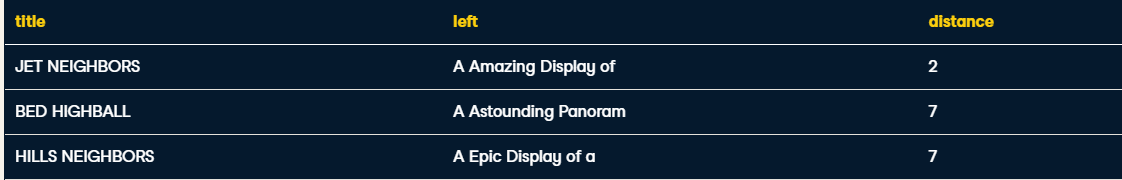 title left distance
JET NEIGHBORS A Amazing Display of 2
BED HIGHBALL A Astounding Panoram 7
HILLS NEIGHBORS A Epic Display of a 7